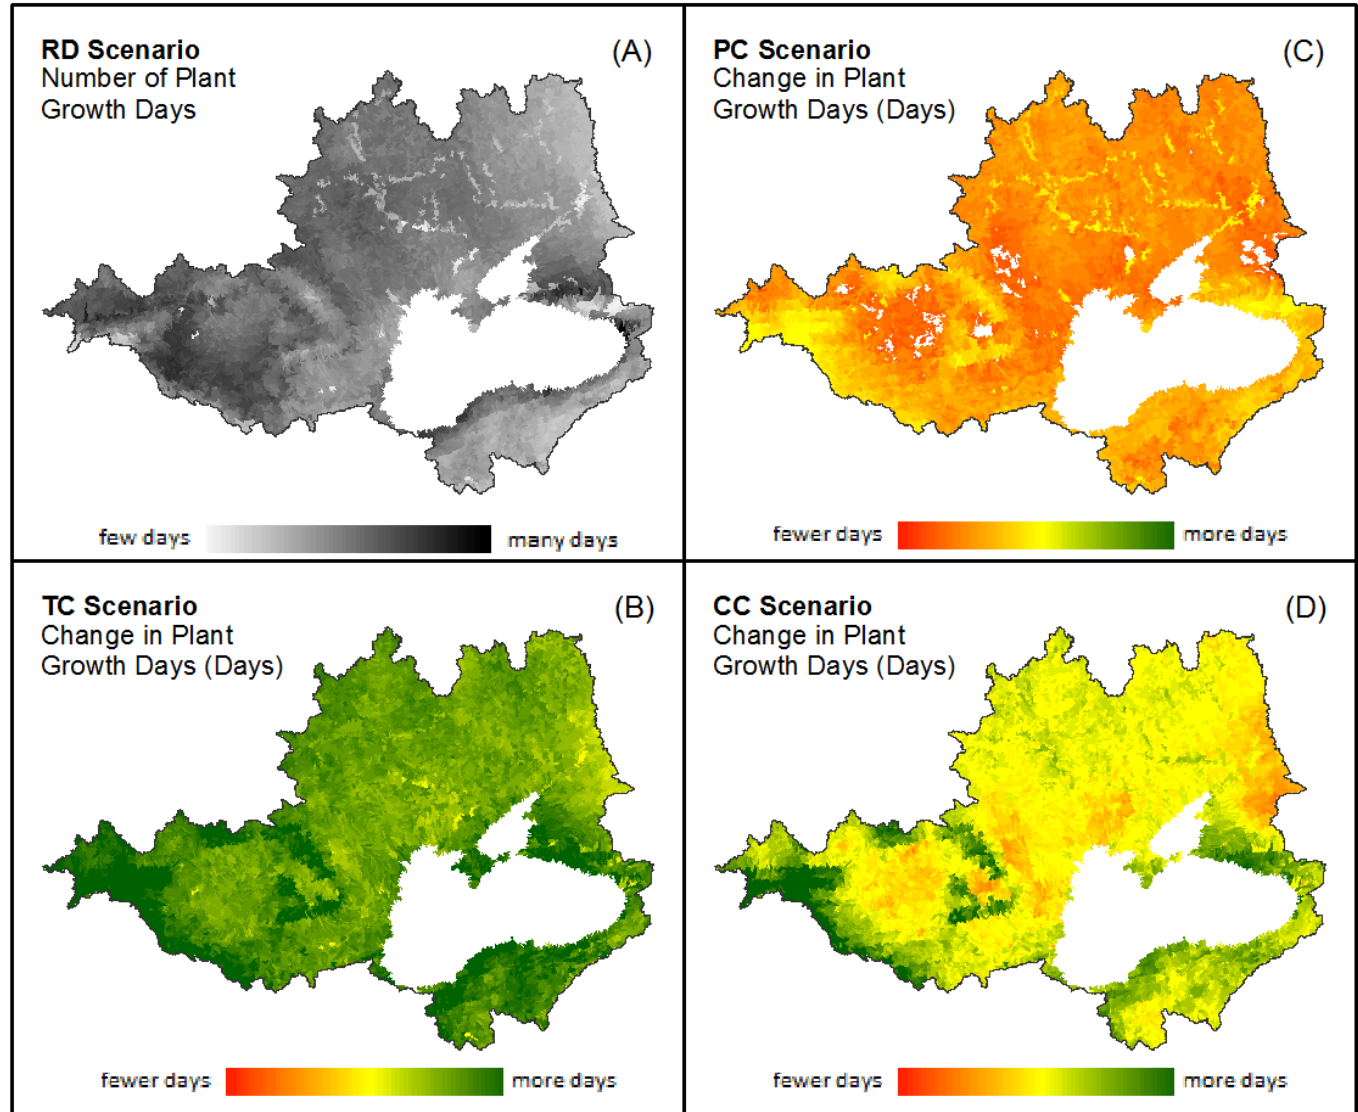 RD Scenario
Number of Plant
Growth Days
(A)
few days
many days
PC Scenario
Change in Plant
Growth Days (Days)
(C)
fewer days
more days
TC Scenario
Change in Plant
Growth Days (Days)
(B)
fewer days
more days
CC Scenario
Change in Plant
Growth Days (Days)
(D)
fewer days
more days